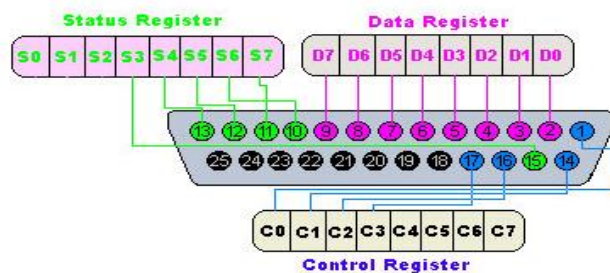 Status Register Data Register
S0 S1 S2 S3 S4 S5 S6 S7 D7 D6 D5 D4 D3 D2 D1 D0
13 12 11 10 9 8 7 6 5 4 3 2 1
25 24 23 22 21 20 19 18 17 16 15 14
C0 C1 C2 C3 C4 C5 C6 C7
Control Register